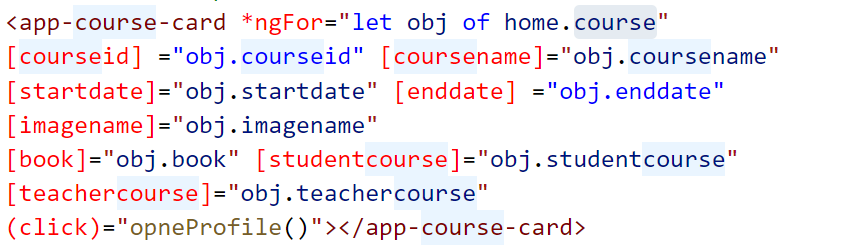 <app-course-card *ngFor="let obj of home.course"
[courseid] ="obj.courseid" [coursename]="obj.coursename"
[startdate]="obj.startdate" [enddate] ="obj.enddate"
[imagename]="obj.imagename"
[book]="obj.book" [studentcourse]="obj.studentcourse"
[teachercourse]="obj.teachercourse"
(click)="opneProfile()"></app-course-card>